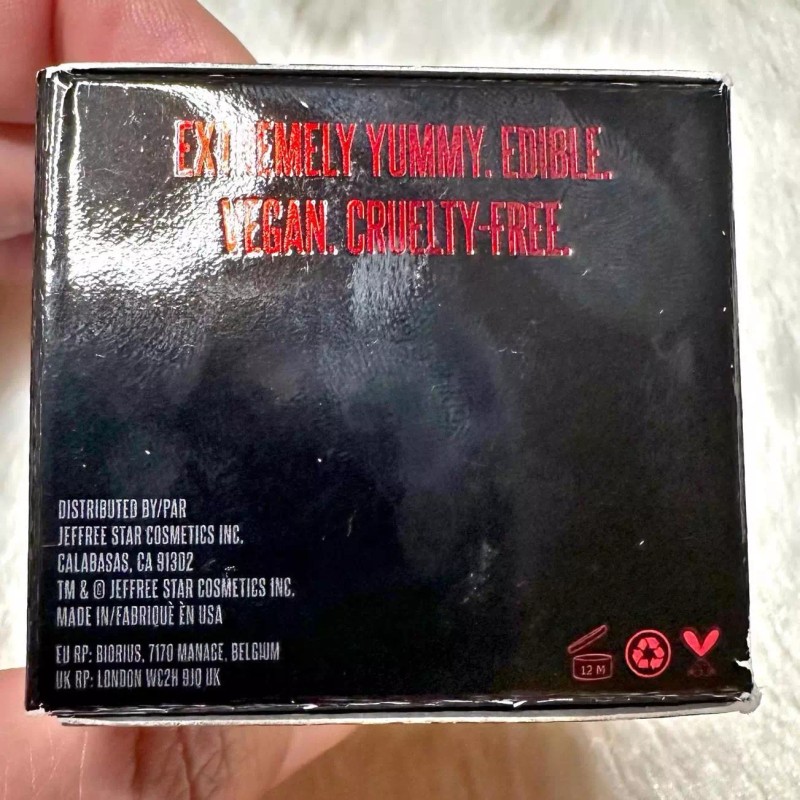 EXTREMELY YUMMY. EDIBLE.
VEGAN. CRUELTY-FREE.
DISTRIBUTED BY/PAR
JEFFREE STAR COSMETICS INC.
CALABASAS, CA 91302
TM & © JEFFREE STAR COSMETICS INC.
MADE IN/FABRIQUÈ ÈN USA
EU RP: BIORIUS, 7170 MANAGE, BELGIUM
UK RP: LONDON WC2H 9JQ UK
12 M